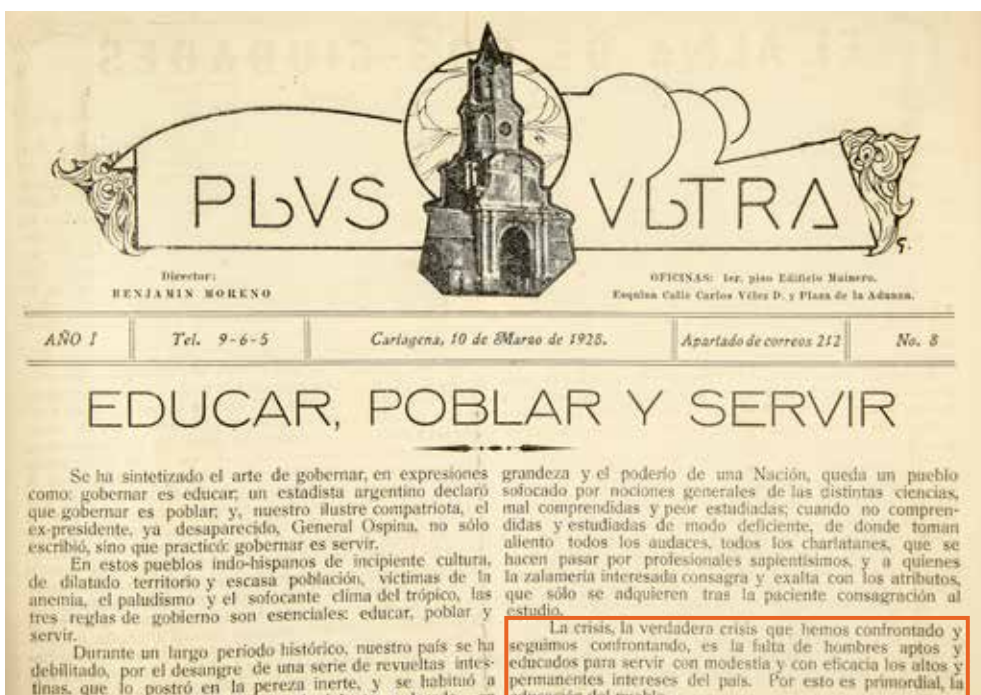 PLVS VLTRA
Director:
BENJAMIN MORENO
OFICINAS: 1er. piso Edificio Mainero.
Esquina Calle Carlos Vélez D. y Plaza de la Aduana.
AÑO I
Tel. 9-6-5
Cartagena, 10 de Marzo de 1928.
Apartado de correos 212
No. 8
EDUCAR, POBLAR Y SERVIR
Se ha sintetizado el arte de gobernar, en expresiones
como: gobernar es educar; un estadista argentino declaró
que gobernar es poblar; y, nuestro ilustre compatriota, el
ex-presidente, ya desaparecido, General Ospina, no sólo
escribió, sino que practicó: gobernar es servir.
En estos pueblos indo-hispanos de incipiente cultura,
de dilatado territorio y escasa población, víctimas de la
anemia, el paludismo y el sofocante clima del trópico, las
tres reglas de gobierno son esenciales: educar, poblar y
servir.
Durante un largo período histórico, nuestro país se ha
debilitado, por el desangre de una serie de revueltas intes-
tinas, que lo postró en la pereza inerte, y se habituó a
grandeza y el poderío de una Nación, queda un pueblo
sofocado por nociones generales de las distintas ciencias,
mal comprendidas y peor estudiadas; cuando no compren-
didas y estudiadas de modo deficiente, de donde toman
aliento todos los audaces, todos los charlatanes, que se
hacen pasar por profesionales sapientísimos, y a quienes
la zalamería interesada consagra y exalta con los atributos,
que sólo se adquieren tras la paciente consagración al
estudio.
La crisis, la verdadera crisis que hemos confrontado y
seguimos confrontando, es la falta de hombres aptos y
educados para servir con modestia y con eficacia los altos y
permanentes intereses del país. Por esto es primordial, la